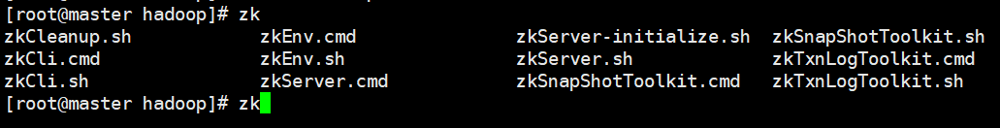 [root@master hadoop]# zk
zkCleanup.sh zkEnv.cmd zkServer-initialize.sh zkSnapShotToolkit.sh
zkCli.cmd zkEnv.sh zkServer.sh zkTxnLogToolkit.cmd
zkCli.sh zkServer.cmd zkSnapShotToolkit.cmd zkTxnLogToolkit.sh
[root@master hadoop]# zk